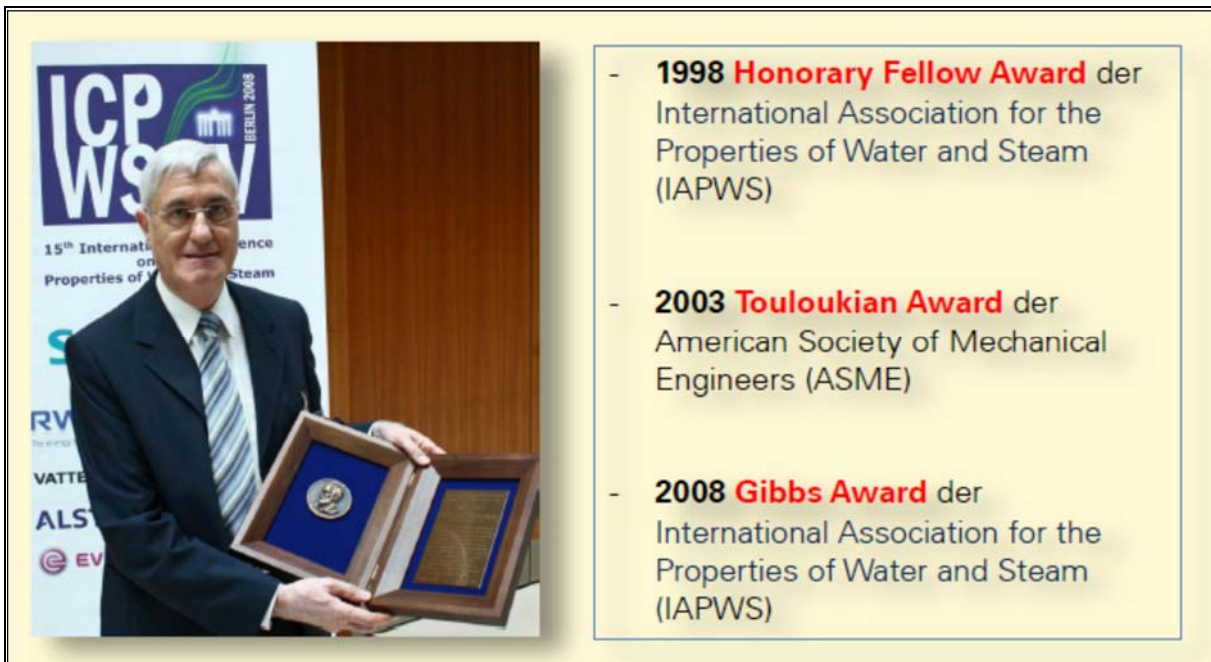 ICP
WS
BERLIN 2008
15th Internat ence
on
Properties of Steam
RW
VATTE
ALST
EV
- 1998 Honorary Fellow Award der
International Association for the
Properties of Water and Steam
(IAPWS)
- 2003 Touloukian Award der
American Society of Mechanical
Engineers (ASME)
- 2008 Gibbs Award der
International Association for the
Properties of Water and Steam
(IAPWS)